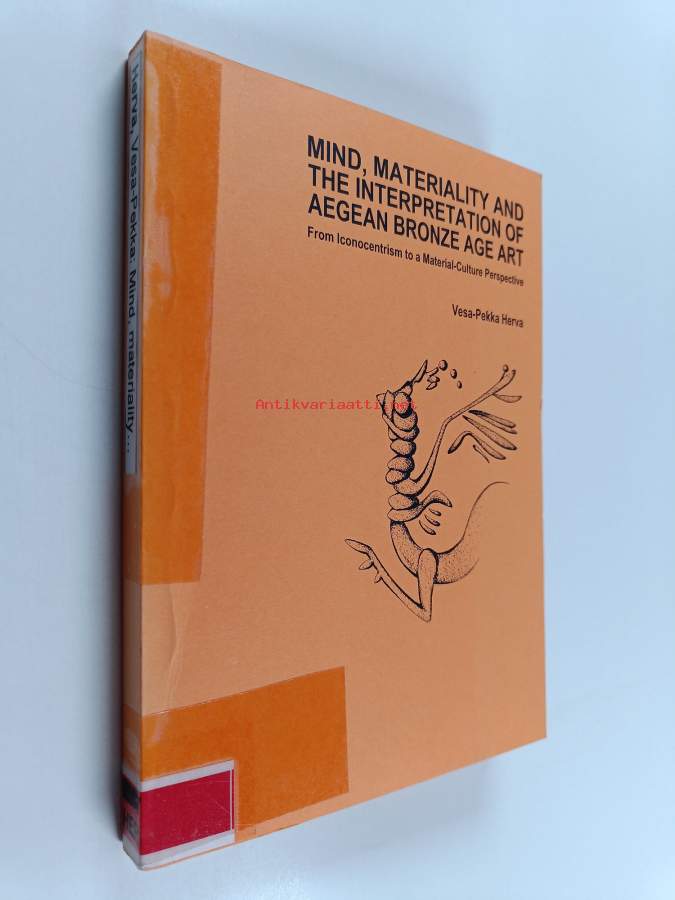 MIND, MATERIALITY AND
THE INTERPRETATION OF
AEGEAN BRONZE AGE ART
From Iconocentrism to a Material-Culture Perspective
Vesa-Pekka Herva
Antikvariaatti.net
Herva, Vesa-Pekka: Mind, materiality...